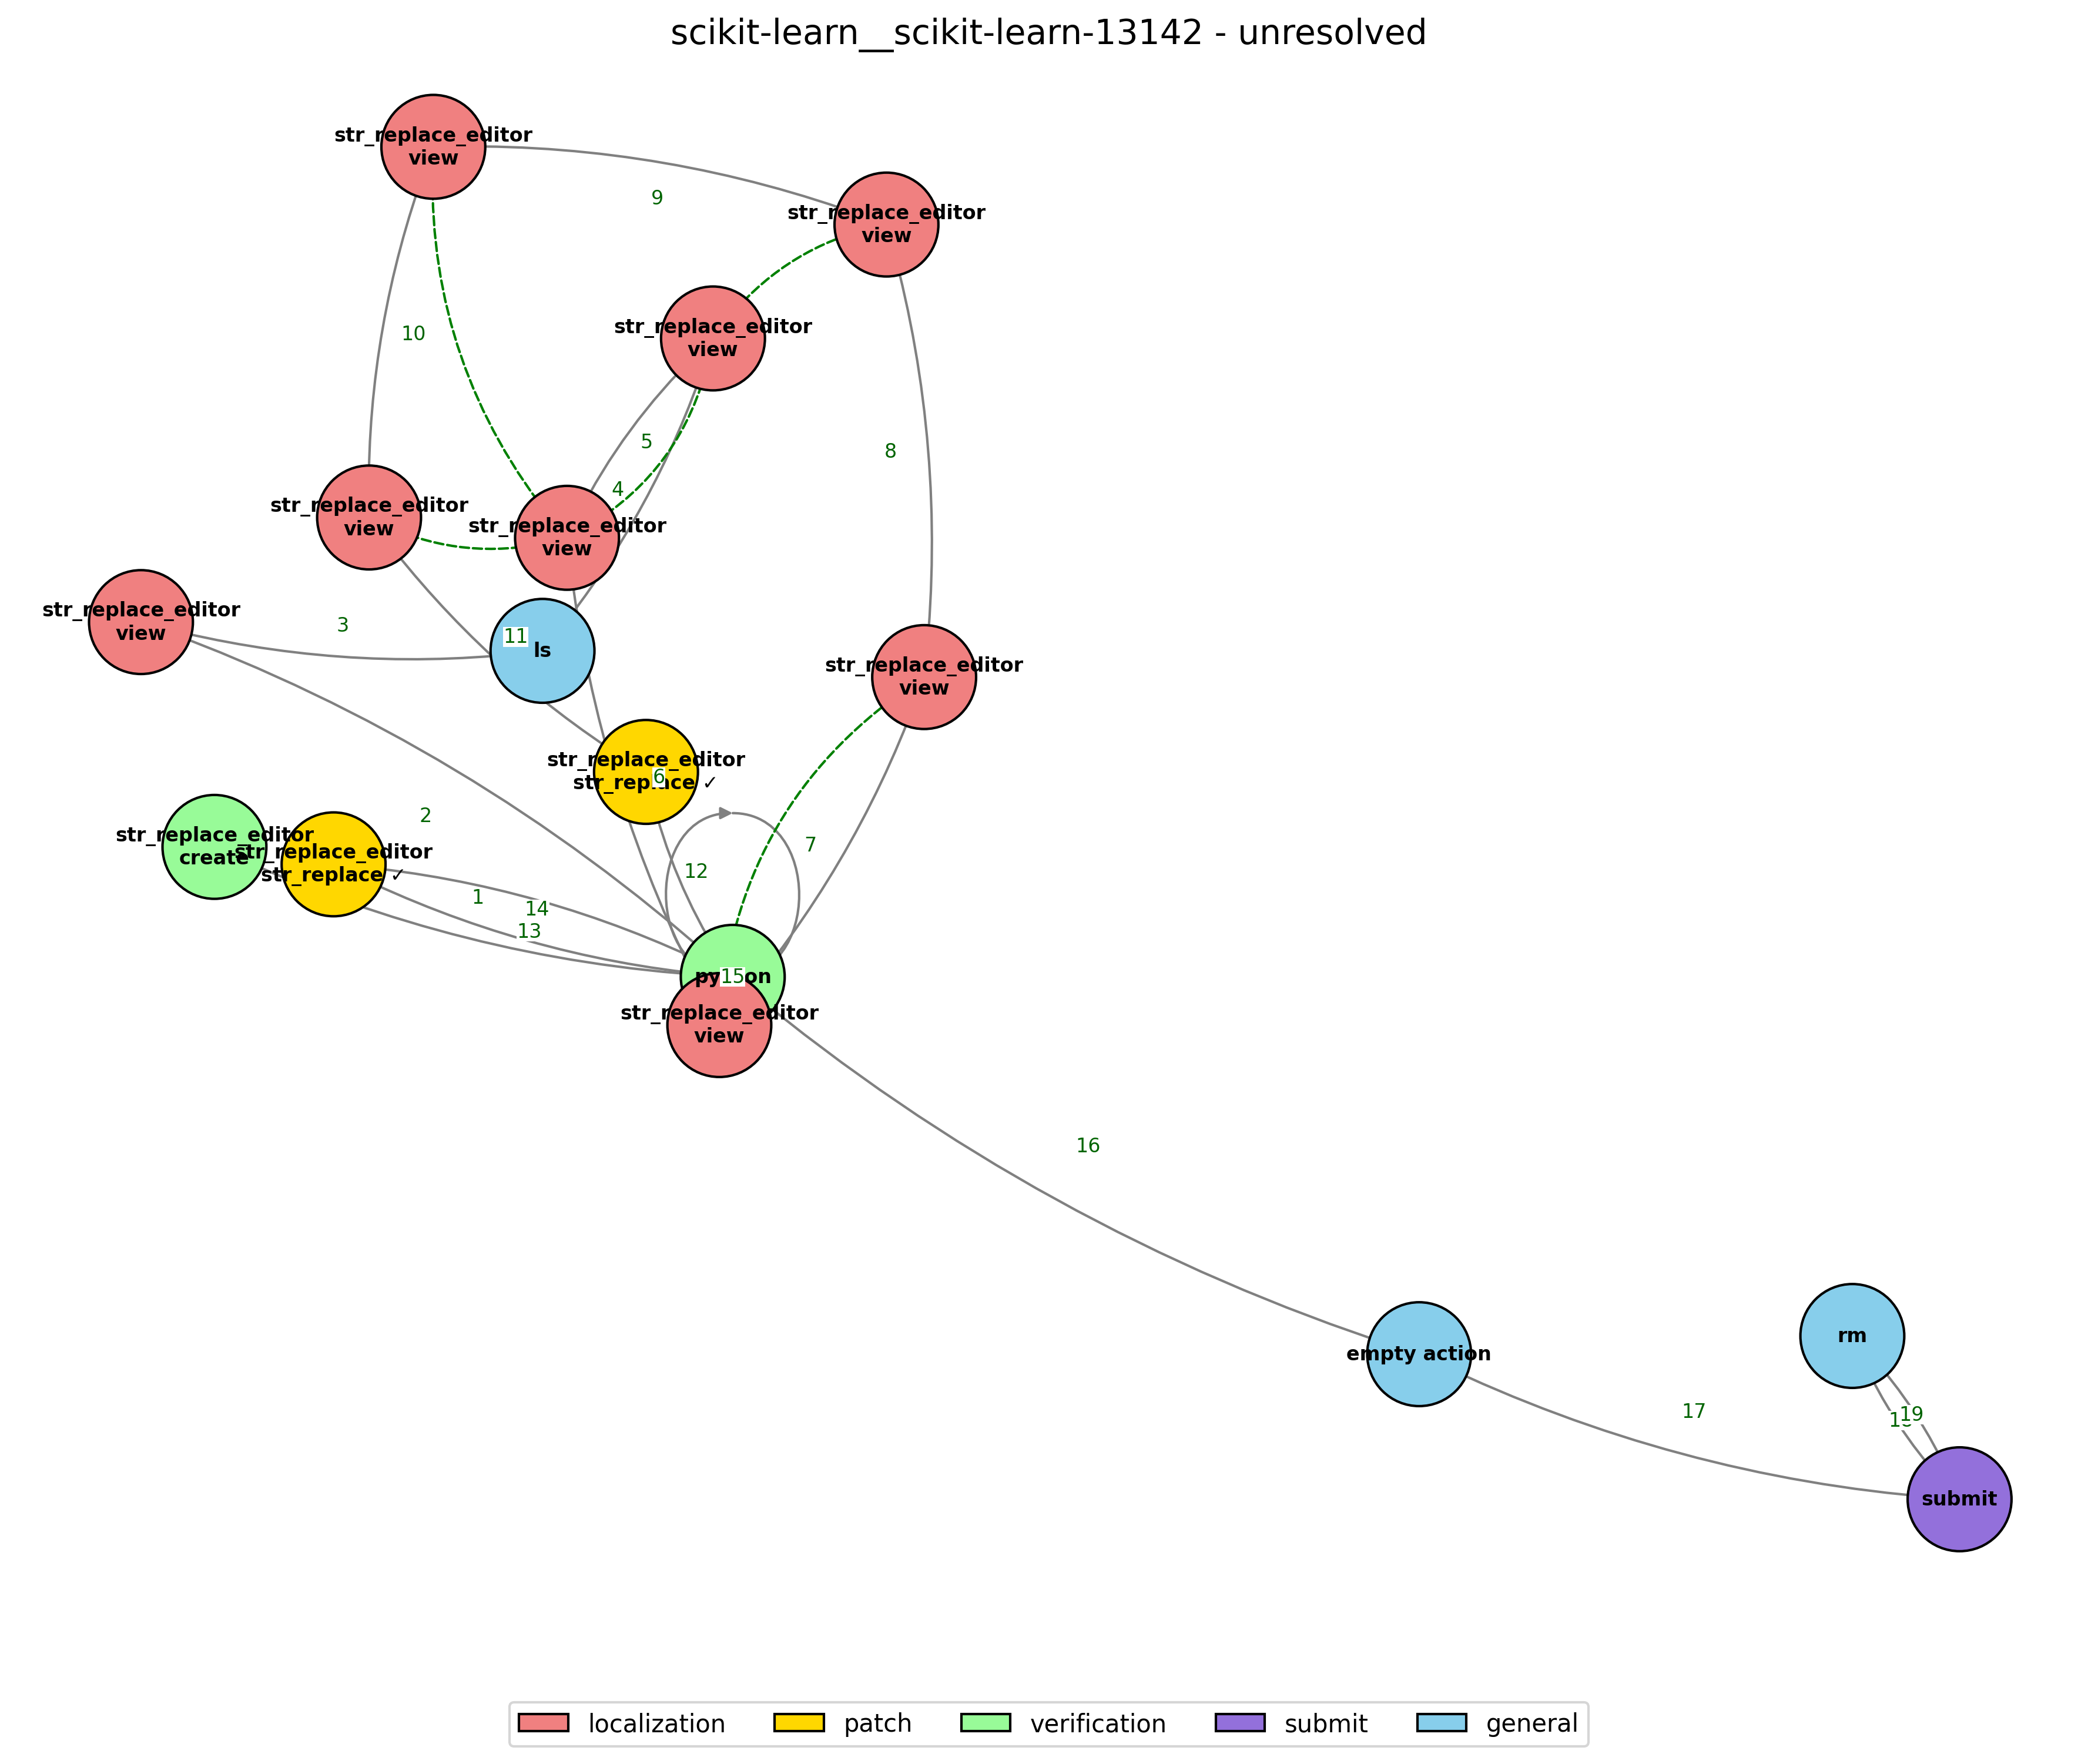 scikit-learn__scikit-learn-13142 - unresolved
str_replace_editor
view
9
str_replace_editor
view
10
str_replace_editor
view
5
8
4
str_replace_editor
view
str_replace_editor
view
str_replace_editor
view
3
11
ls
str_replace_editor
view
str_replace_editor
str_replace ✓
6
2
7
str_replace_editor
create
str_replace_editor
str_replace ✓
12
1
14
13
15
str_replace_editor
view
16
empty action
rm
17
19
submit
localization
patch
verification
submit
general